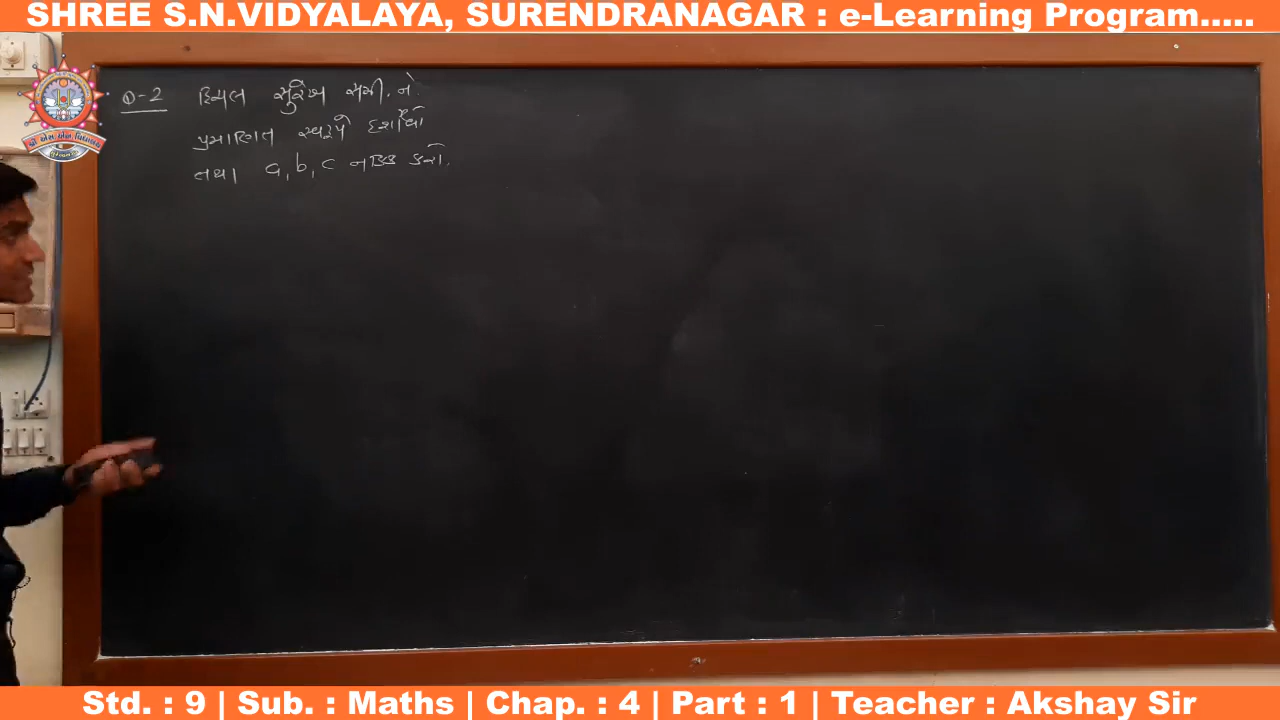 SHREE S.N.VIDYALAYA, SURENDRANAGAR : e-Learning Program.....
Q-2 દ્વિચલ સુરેખ સમી. ને
પ્રમાણિત સ્વરૂપે દર્શાવો
તથા a, b, c નક્કી કરો.
Std. : 9 | Sub. : Maths | Chap. : 4 | Part : 1 | Teacher : Akshay Sir